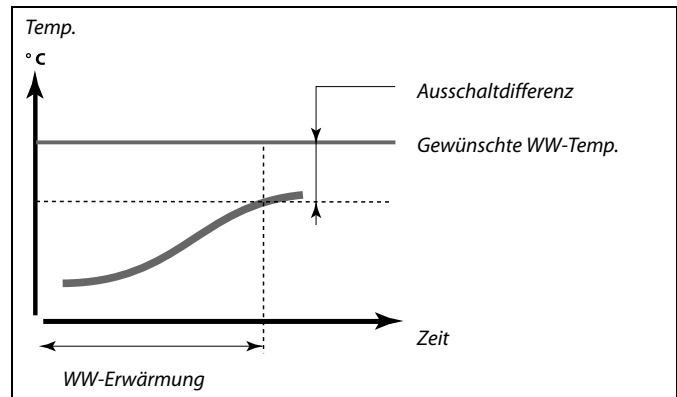 Temp.
°C
Ausschaltdifferenz
Gewünschte WW-Temp.
Zeit
WW-Erwärmung